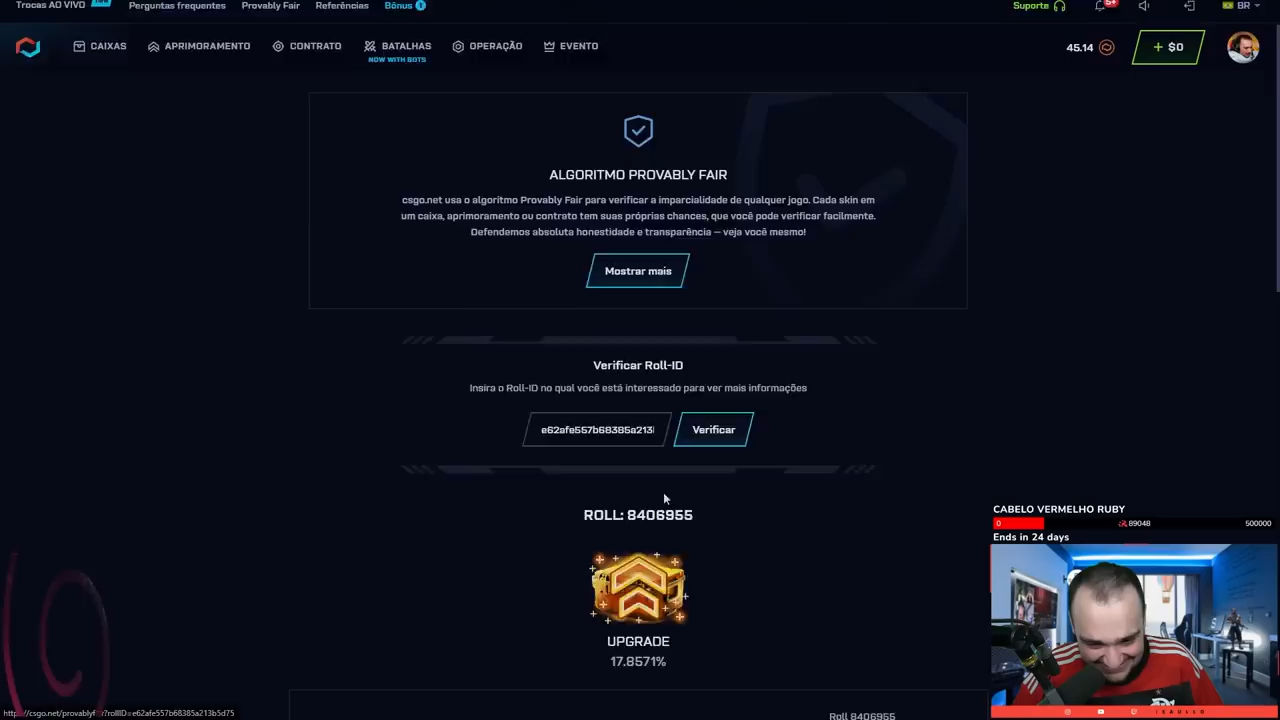 Trocas AO VIVO
Perguntas frequentes
Provably Fair
Referências
Bônus 1
Suporte
5+
BR
CAIXAS
APRIMORAMENTO
CONTRATO
BATALHAS
NOW WITH BOTS
OPERAÇÃO
EVENTO
45.14
+ $0
ALGORITMO PROVABLY FAIR
csgo.net usa o algoritmo Provably Fair para verificar a imparcialidade de qualquer jogo. Cada skin em
um caixa, aprimoramento ou contrato tem suas próprias chances, que você pode verificar facilmente.
Defendemos absoluta honestidade e transparência — veja você mesmo!
Mostrar mais
Verificar Roll-ID
Insira o Roll-ID no qual você está interessado para ver mais informações
e62afe557b68385a213
Verificar
ROLL: 8406955
UPGRADE
17.8571%
Roll 8406955
CABELO VERMELHO RUBY
0
89048
500000
Ends in 24 days